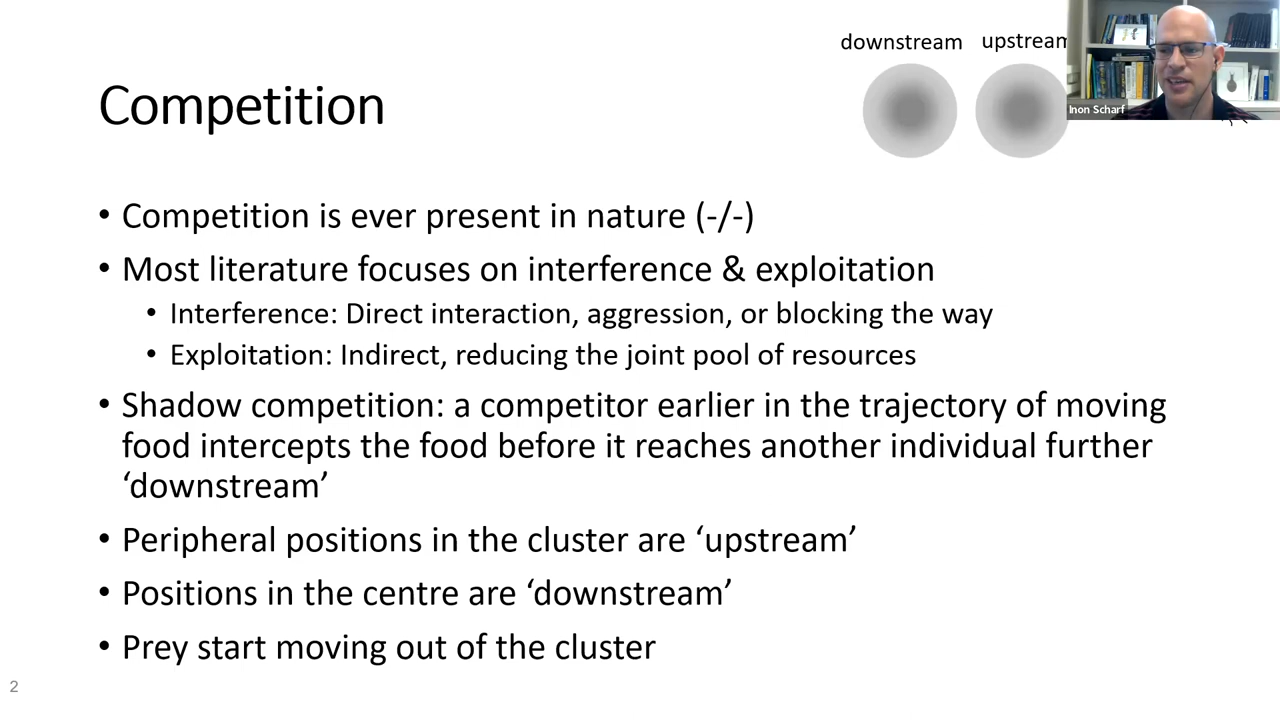 downstream upstream
Inon Scharf
Competition
• Competition is ever present in nature (-/-)
• Most literature focuses on interference & exploitation
• Interference: Direct interaction, aggression, or blocking the way
• Exploitation: Indirect, reducing the joint pool of resources
• Shadow competition: a competitor earlier in the trajectory of moving
food intercepts the food before it reaches another individual further
‘downstream’
• Peripheral positions in the cluster are ‘upstream’
• Positions in the centre are ‘downstream’
• Prey start moving out of the cluster
2